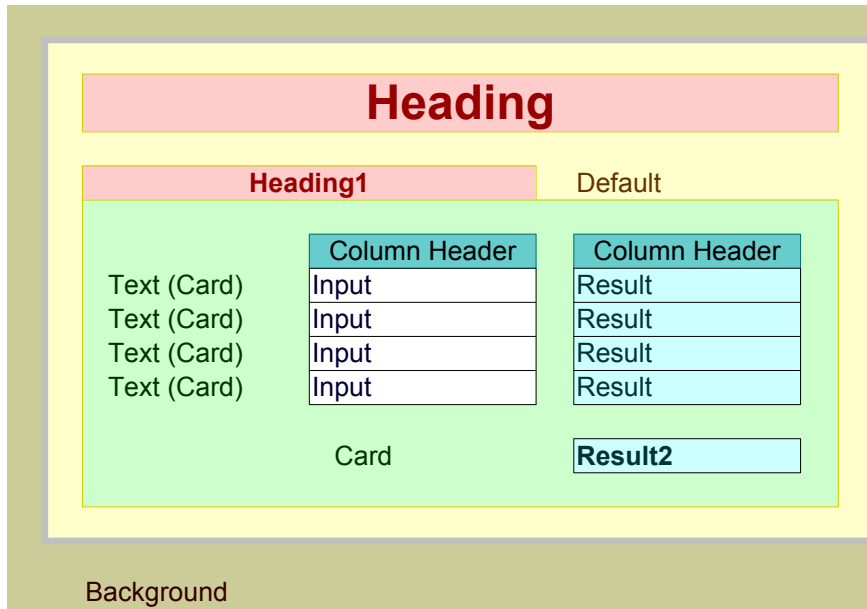 Heading
Heading1 Default
Column Header Column Header
Text (Card) Input Result
Text (Card) Input Result
Text (Card) Input Result
Text (Card) Input Result
Card Result2
Background